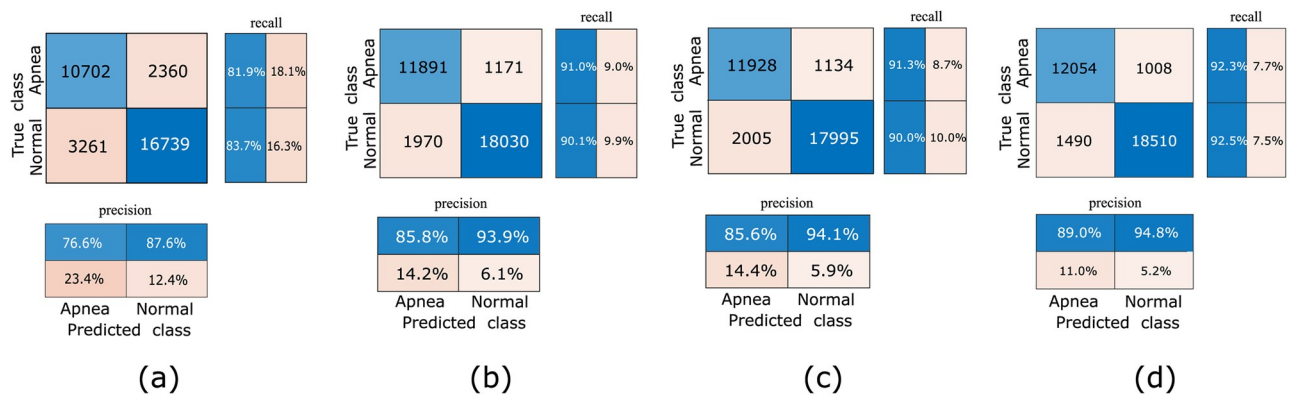 recall
True class
Apnea
Normal
10702 2360 81.9% 18.1%
3261 16739 83.7% 16.3%
precision
76.6% 87.6%
23.4% 12.4%
Apnea Normal
Predicted class
(a)
recall
True class
Apnea
Normal
11891 1171 91.0% 9.0%
1970 18030 90.1% 9.9%
precision
85.8% 93.9%
14.2% 6.1%
Apnea Normal
Predicted class
(b)
recall
True class
Apnea
Normal
11928 1134 91.3% 8.7%
2005 17995 90.0% 10.0%
precision
85.6% 94.1%
14.4% 5.9%
Apnea Normal
Predicted class
(c)
recall
True class
Apnea
Normal
12054 1008 92.3% 7.7%
1490 18510 92.5% 7.5%
precision
89.0% 94.8%
11.0% 5.2%
Apnea Normal
Predicted class
(d)